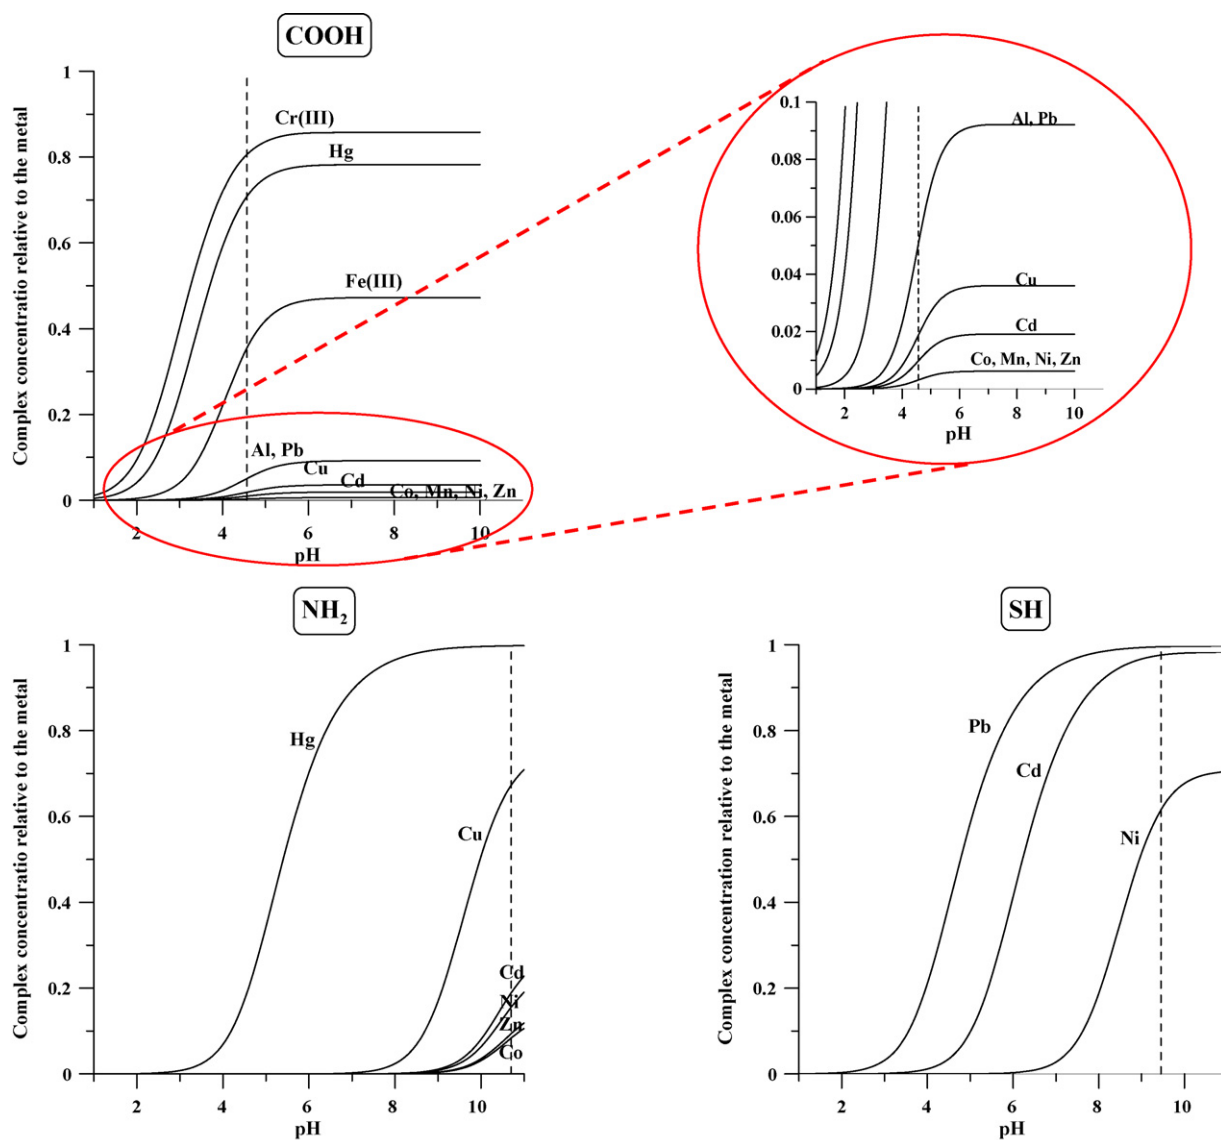 COOH
Complex concentratio relative to the metal
1
0.8
0.6
0.4
0.2
0
Cr(III)
Hg
Fe(III)
Al, Pb
Cu
Cd
Co, Mn, Ni, Zn
2 4 6 8 10
pH
0.1
0.08
0.06
0.04
0.02
0
Al, Pb
Cu
Cd
Co, Mn, Ni, Zn
2 4 6 8 10
pH
NH₂
Complex concentratio relative to the metal
1
0.8
0.6
0.4
0.2
0
Hg
Cu
Cd
Ni
Zn
Co
2 4 6 8 10
pH
SH
Complex concentration relative to the metal
1
0.8
0.6
0.4
0.2
0
Pb
Cd
Ni
2 4 6 8 10
pH